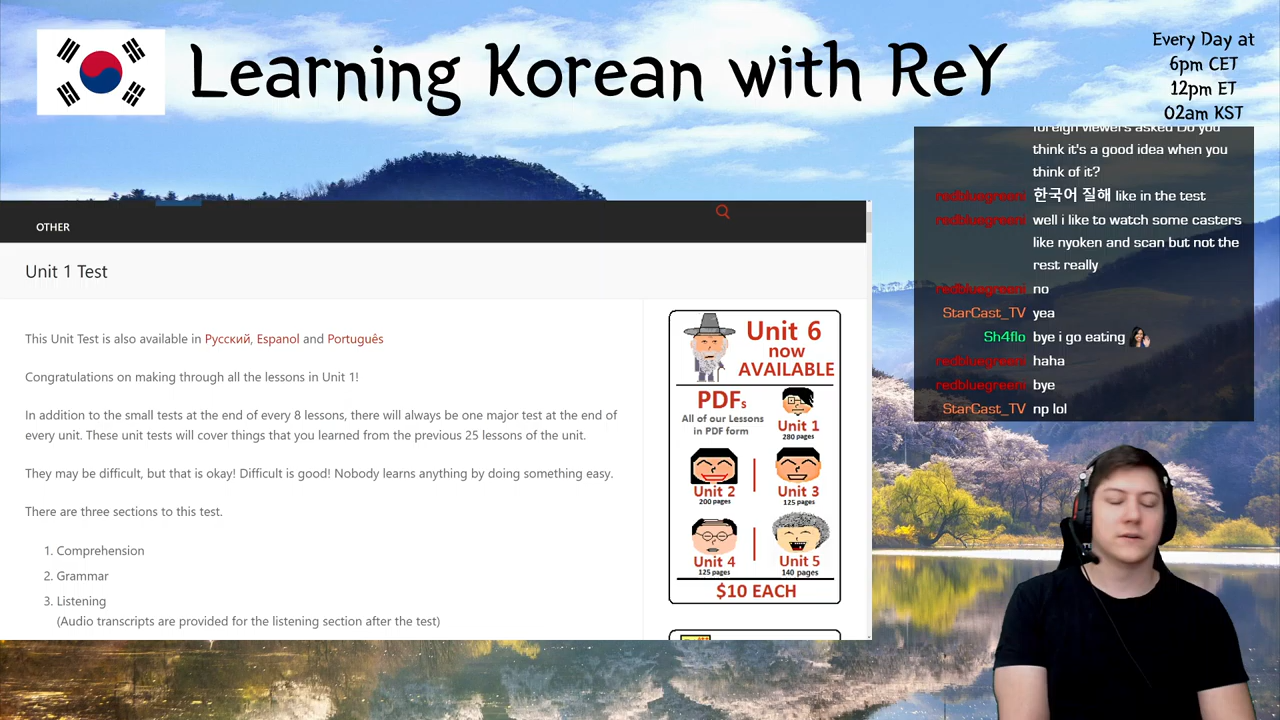 Learning Korean with ReY
Every Day at
6pm CET
12pm ET
02am KST
foreign viewers asked Do you
think it's a good idea when you
think of it?
redbluegreenr 한국어 질해 like in the test
redbluegreenr well i like to watch some casters
like nyoken and scan but not the
rest really
redbluegreenr no
StarCast_TV yea
Sh4flo bye i go eating
redbluegreenr haha
redbluegreenr bye
StarCast_TV np lol
OTHER
Unit 1 Test
This Unit Test is also available in Русский, Espanol and Português
Congratulations on making through all the lessons in Unit 1!
In addition to the small tests at the end of every 8 lessons, there will always be one major test at the end of
every unit. These unit tests will cover things that you learned from the previous 25 lessons of the unit.
They may be difficult, but that is okay! Difficult is good! Nobody learns anything by doing something easy.
There are three sections to this test.
1. Comprehension
2. Grammar
3. Listening
(Audio transcripts are provided for the listening section after the test)
Unit 6
now
AVAILABLE
PDFs
All of our Lessons
in PDF form
Unit 1
280 pages
Unit 2
200 pages
Unit 3
125 pages
Unit 4
125 pages
Unit 5
140 pages
$10 EACH